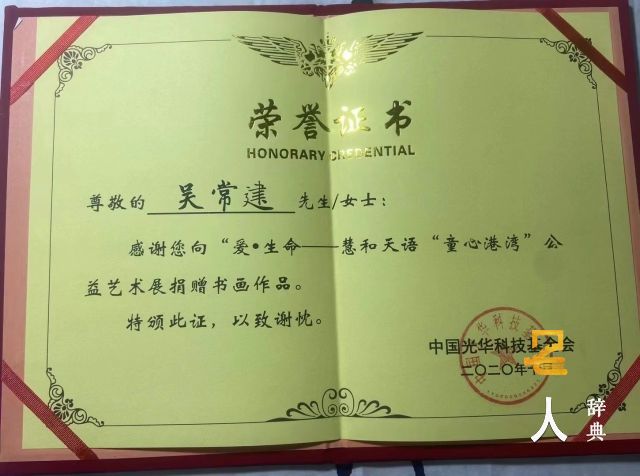 荣誉证书
HONORARY CREDENTIAL
尊敬的 吴常建 先生/女士：
感谢您向“爱•生命——慧和天语“童心港湾”公
益艺术展捐赠书画作品。
特颁此证，以致谢忱。
中国光华科技基金会
二〇二〇年
人
辞典